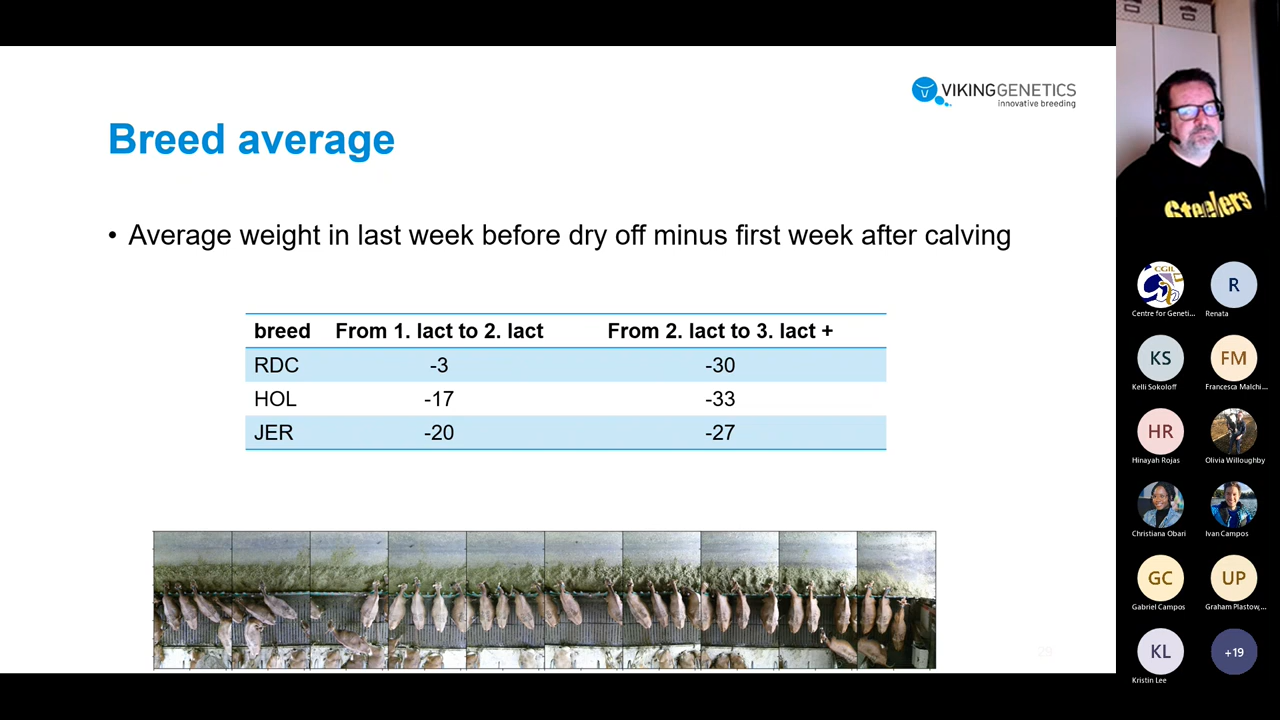 VIKINGGENETICS
innovative breeding
Breed average
• Average weight in last week before dry off minus first week after calving
breed From 1. lact to 2. lact From 2. lact to 3. lact +
RDC -3 -30
HOL -17 -33
JER -20 -27
29
Steelers
CGIL
Centre for Geneti...
R
Renata
KS
Kelli Sokoloff
FM
Francesca Malchi...
HR
Hinayah Rojas
Olivia Willoughby
Christiana Obari
Ivan Campos
GC
Gabriel Campos
UP
Graham Plastow,...
KL
Kristin Lee
+19